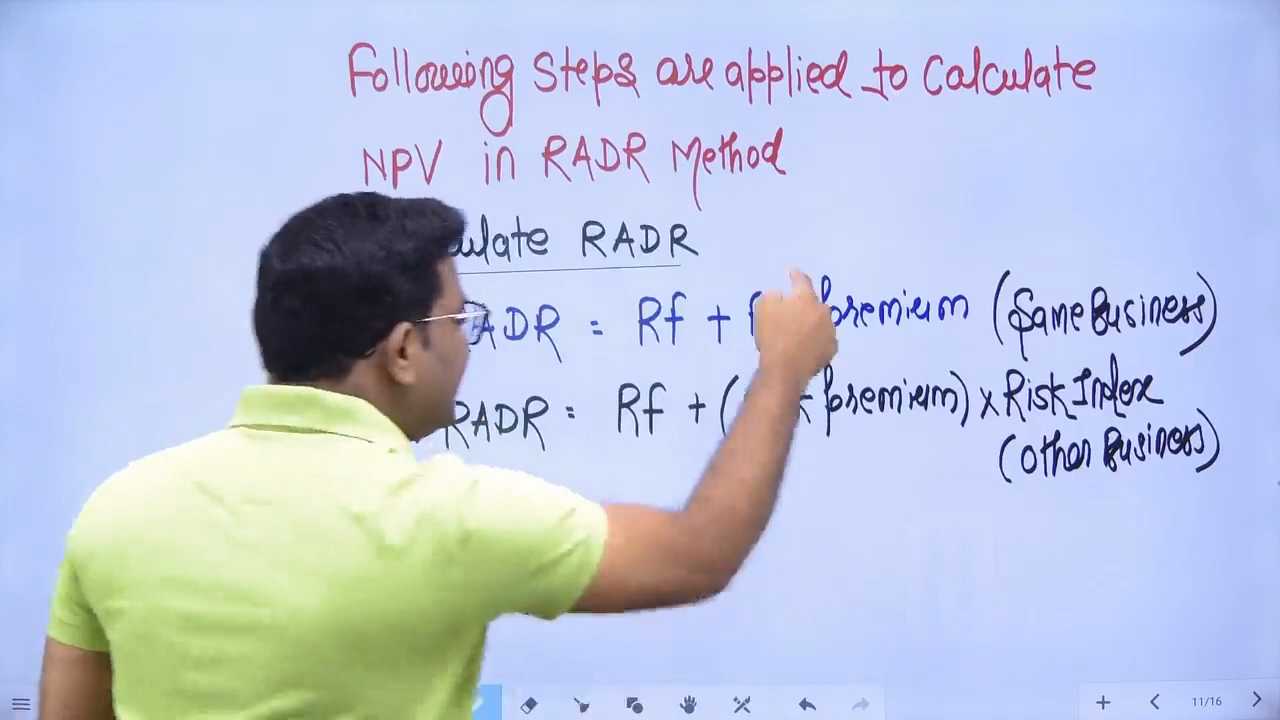 Following Steps are applied to Calculate
NPV in RADR Method
ulate RADR
ADR = Rf + premium (Same Business)
RADR = Rf + ( premium) x Risk Index
(Other Business)
11/16